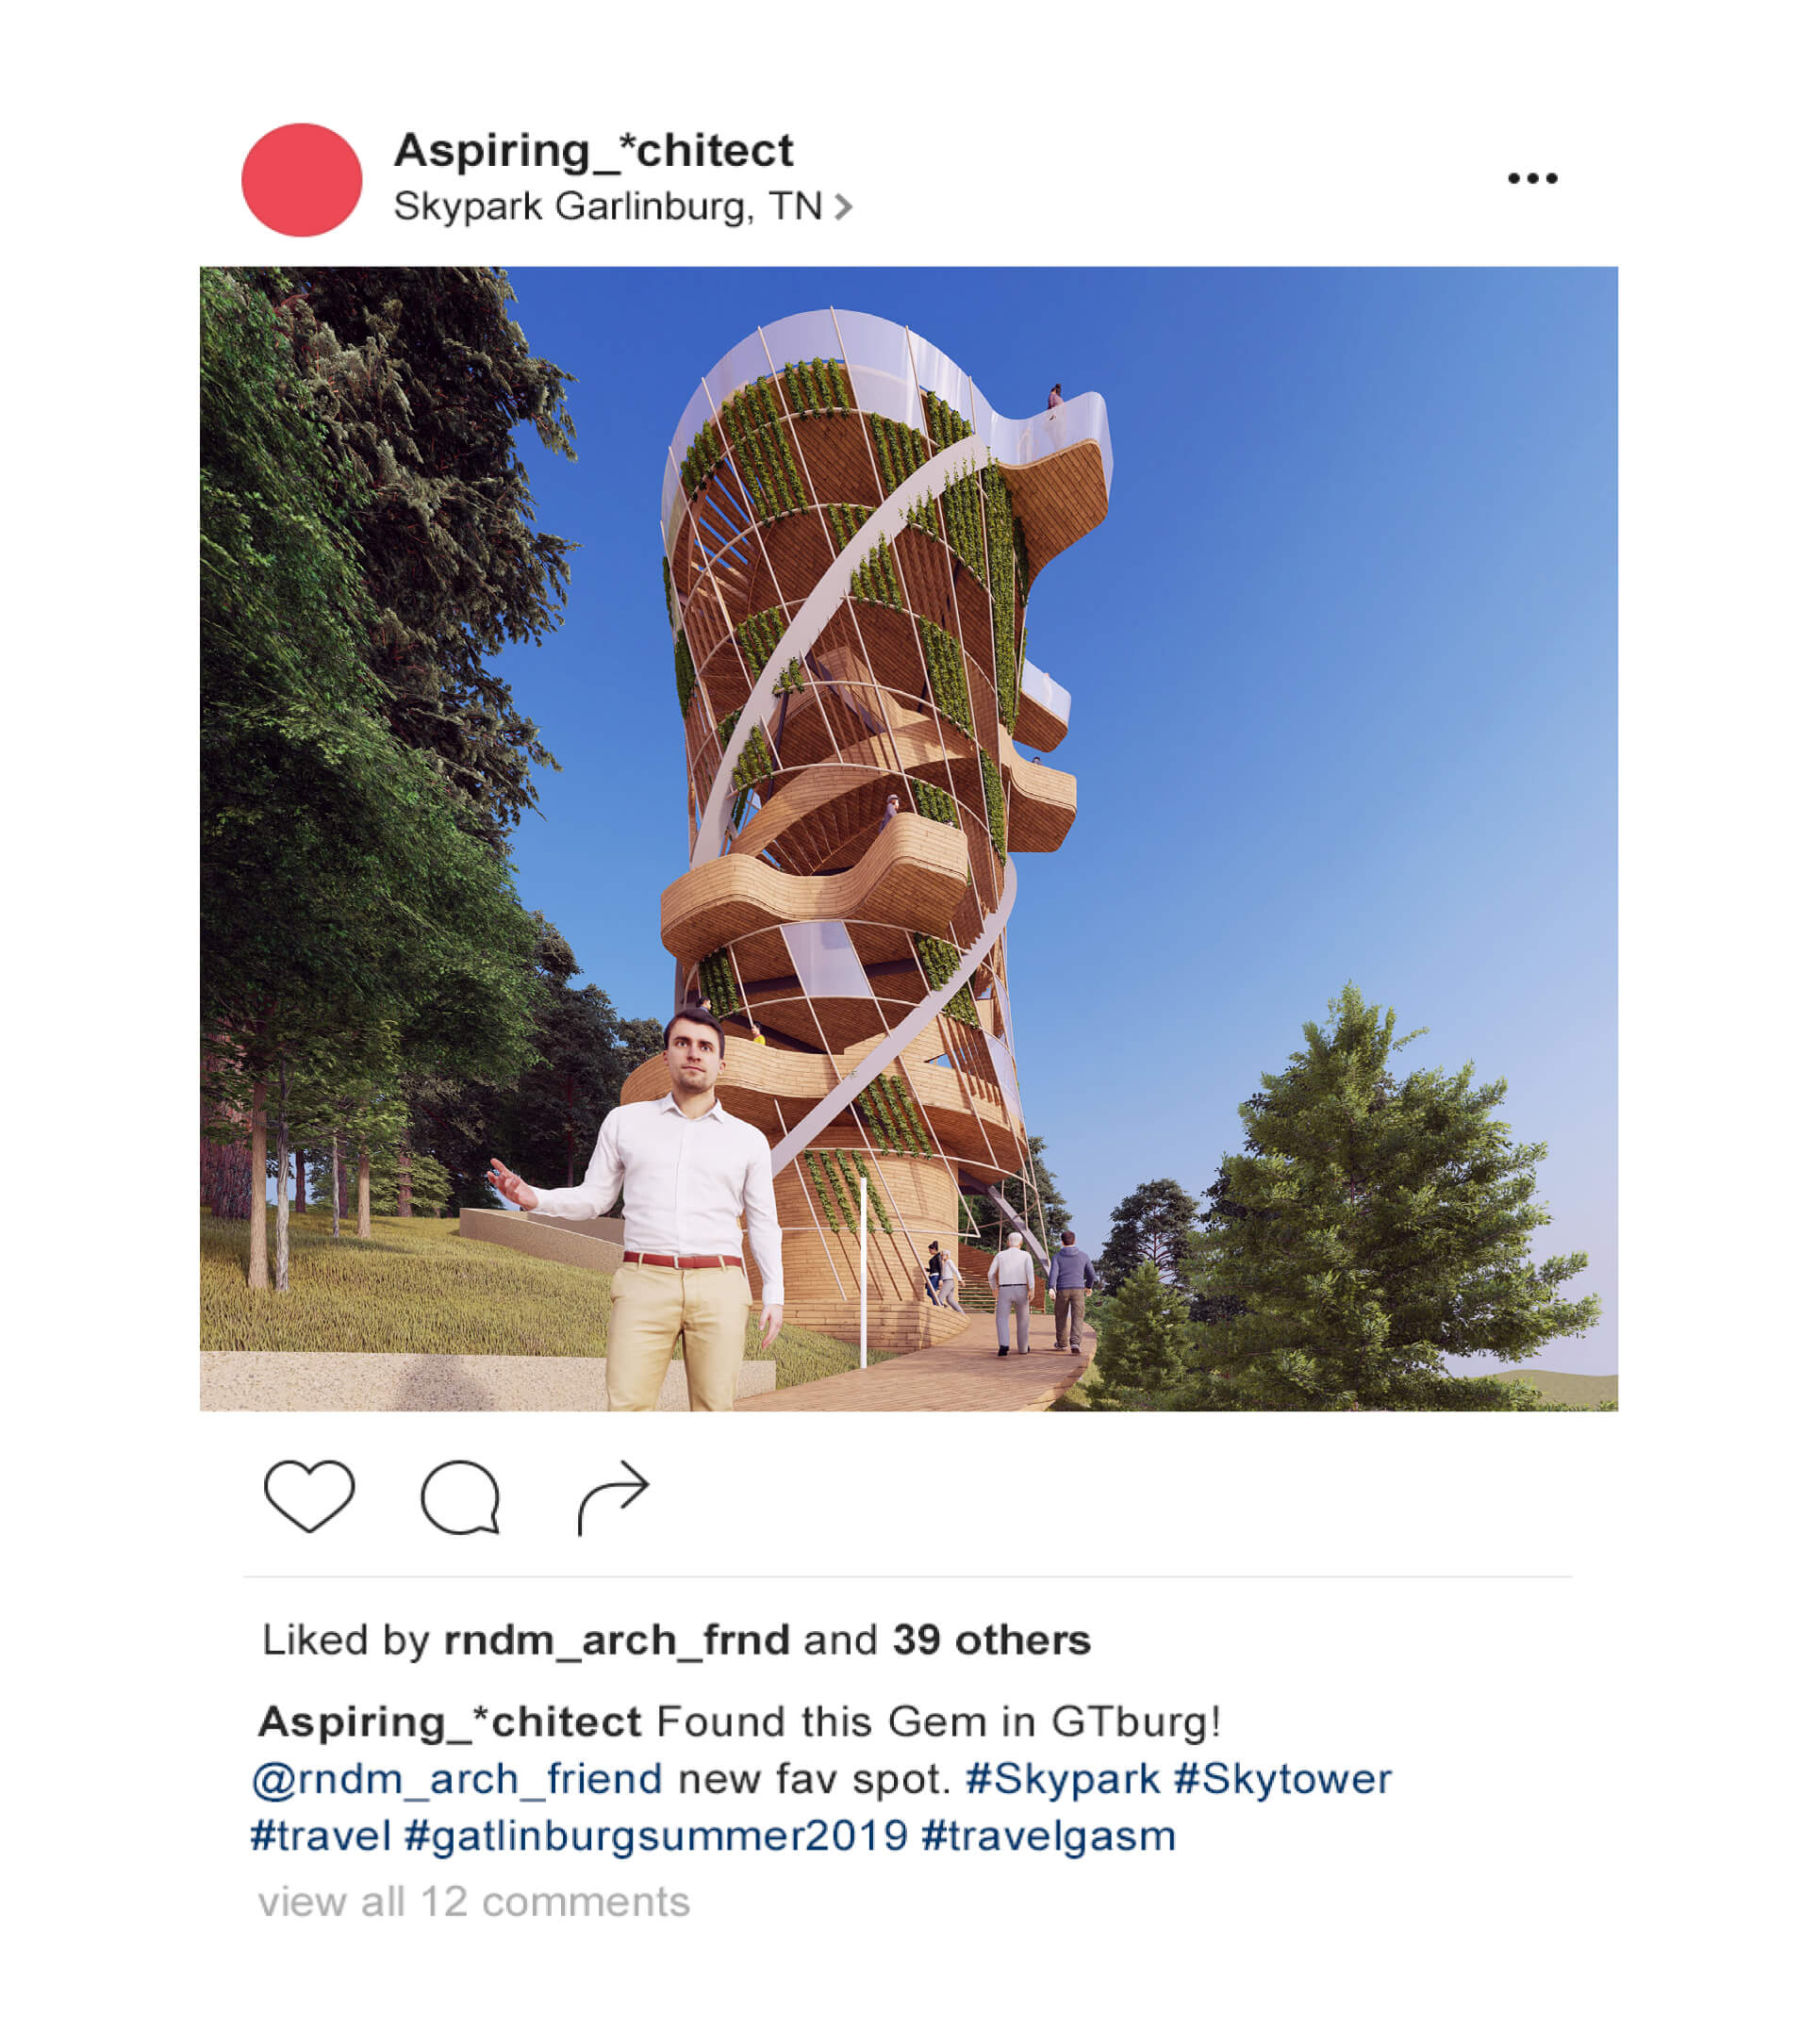 Aspiring_*chitect
Skypark Garlinburg, TN >
Liked by rndm_arch_frnd and 39 others
Aspiring_*chitect Found this Gem in GTburg!
@rndm_arch_friend new fav spot. #Skypark #Skytower
#travel #gatlinburgsummer2019 #travelgasm
view all 12 comments